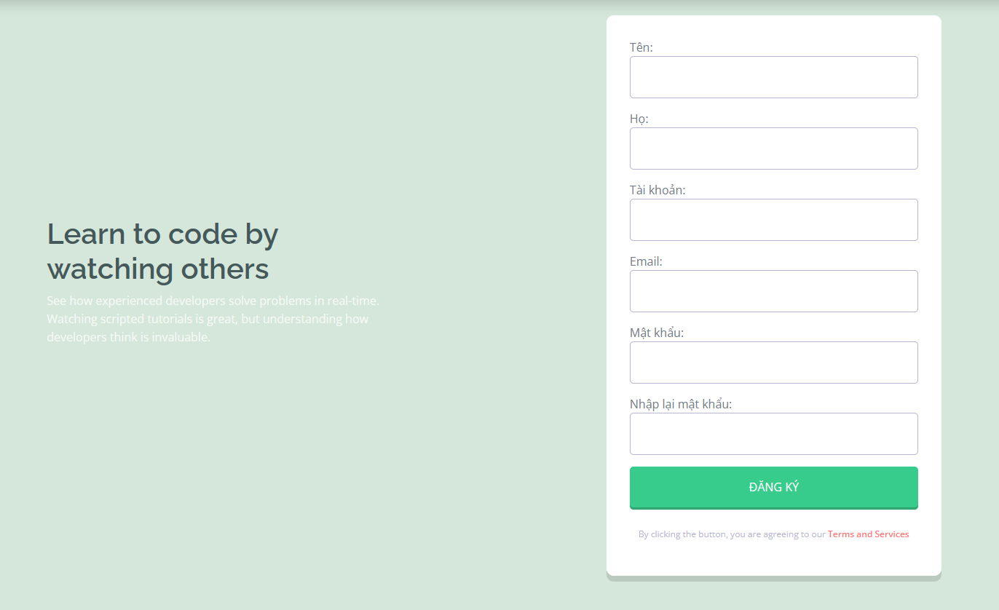 Learn to code by
watching others
See how experienced developers solve problems in real-time.
Watching scripted tutorials is great, but understanding how
developers think is invaluable.
Tên:
Họ:
Tài khoản:
Email:
Mật khẩu:
Nhập lại mật khẩu:
ĐĂNG KÝ
By clicking the button, you are agreeing to our Terms and Services